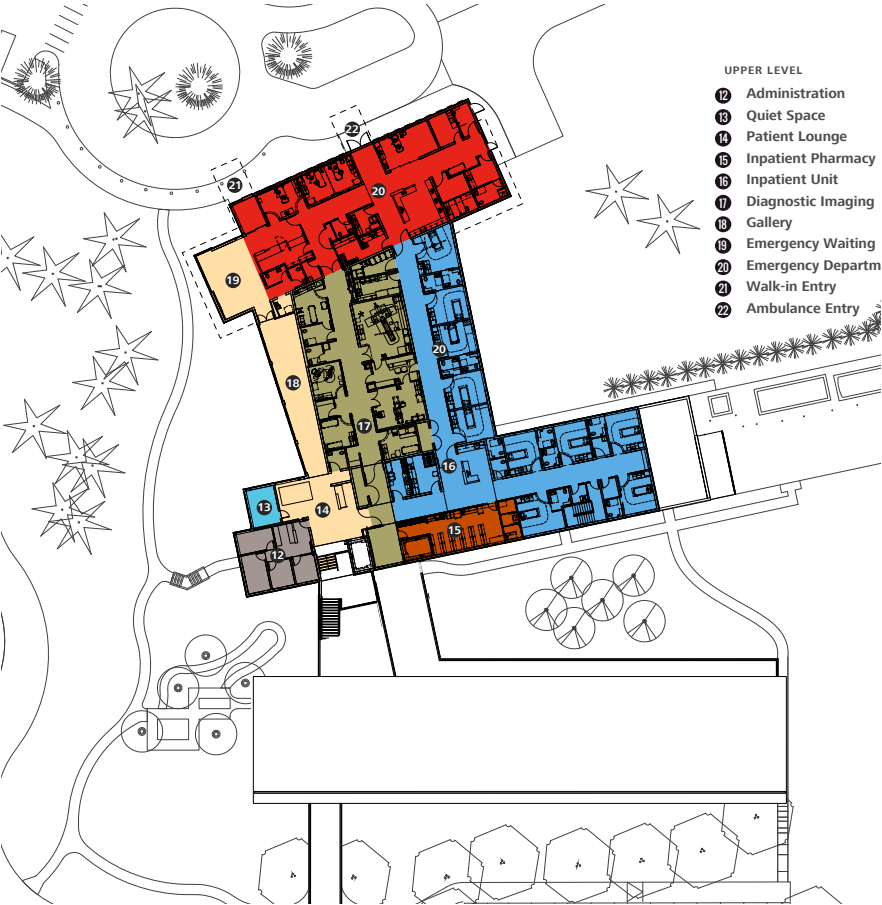 UPPER LEVEL
12 Administration
13 Quiet Space
14 Patient Lounge
15 Inpatient Pharmacy
16 Inpatient Unit
17 Diagnostic Imaging
18 Gallery
19 Emergency Waiting
20 Emergency Departm
21 Walk-in Entry
22 Ambulance Entry
22
21
20
19
20
18
17
16
13
14
15
12